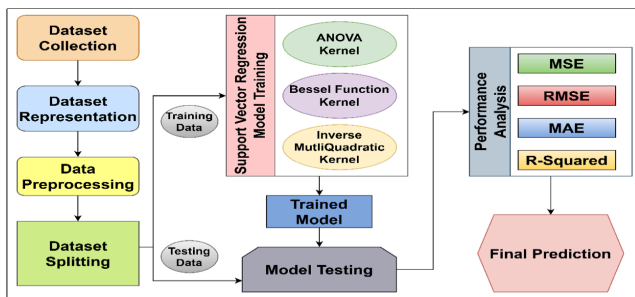 Dataset
Collection
Dataset
Representation
Data
Preprocessing
Dataset
Splitting
Training
Data
Testing
Data
Support Vector Regression
Model Training
ANOVA
Kernel
Bessel Function
Kernel
Inverse
MutliQuadratic
Kernel
Trained
Model
Model Testing
Performance
Analysis
MSE
RMSE
MAE
R-Squared
Final Prediction